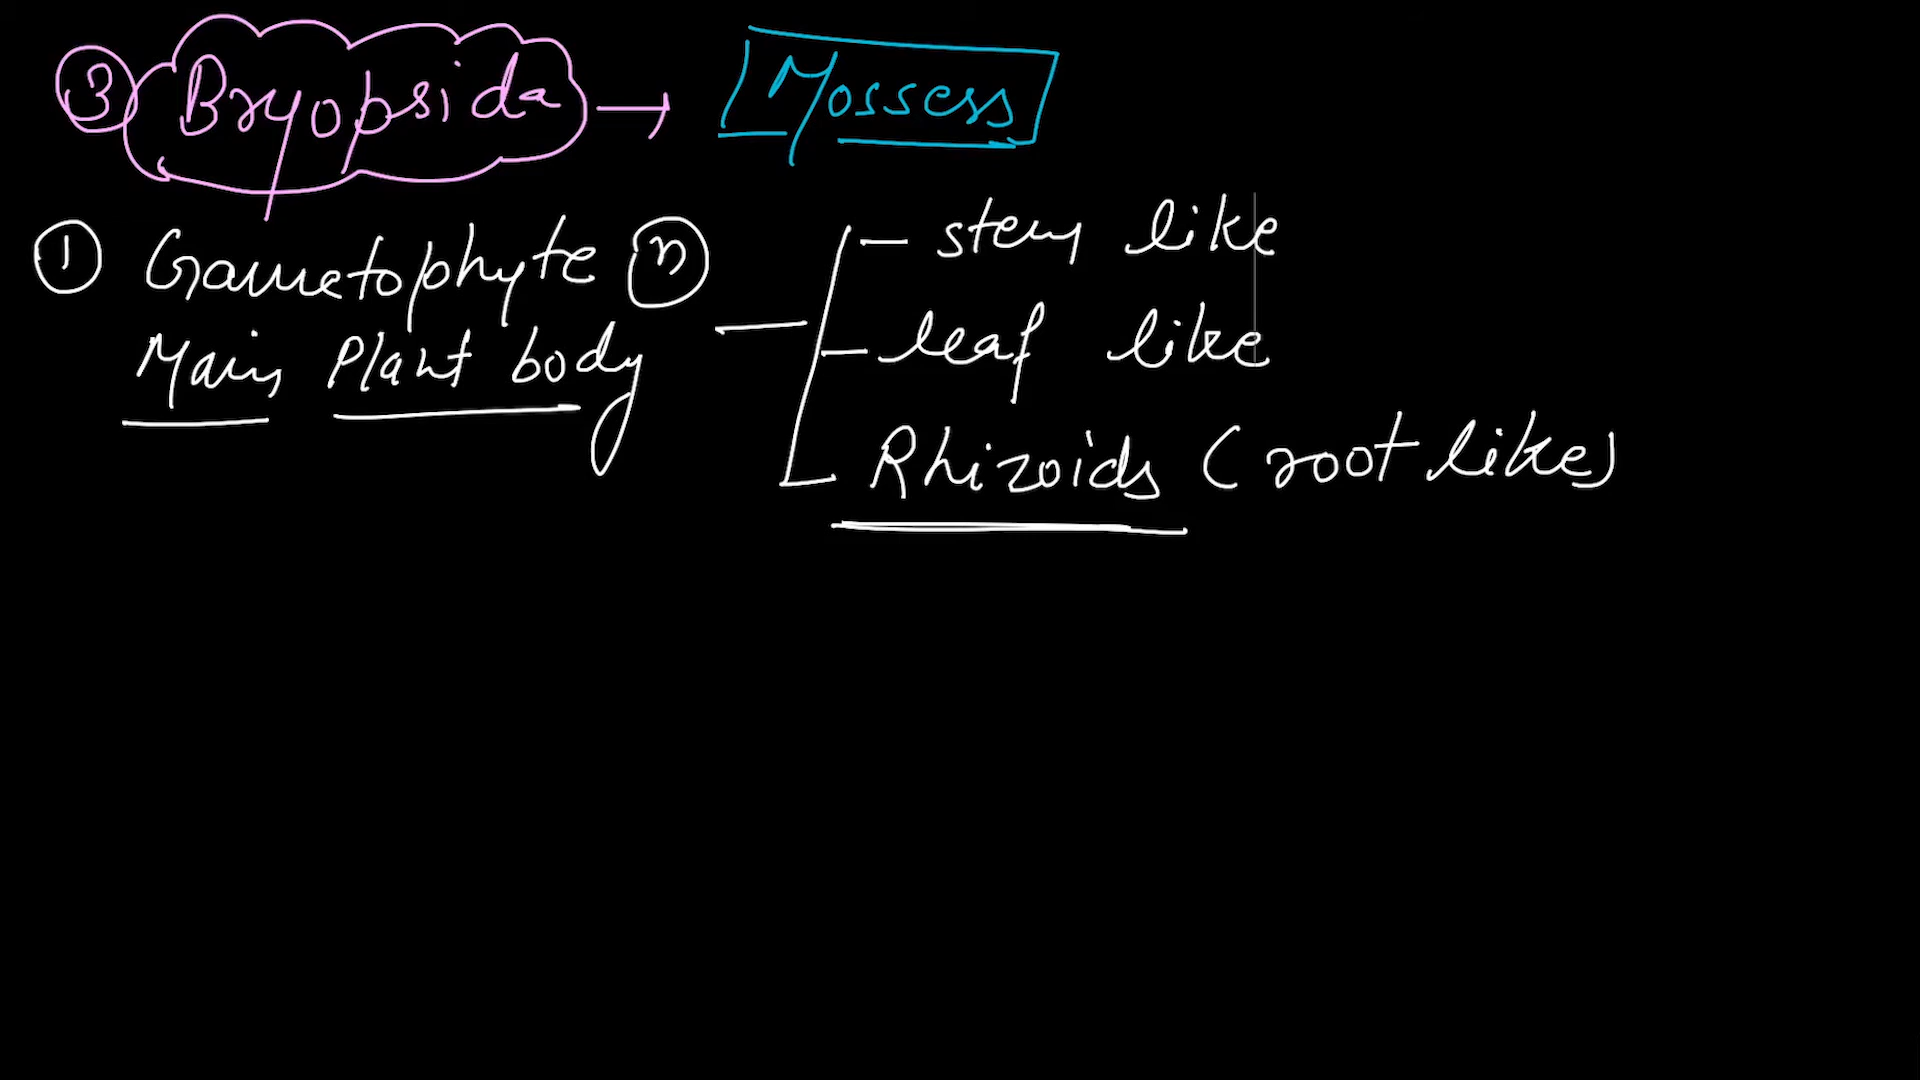 3 Bryopsida → Mossess
1 Gametophyte n
Main Plant body
- stem like
- leaf like
Rhizoids (root like)